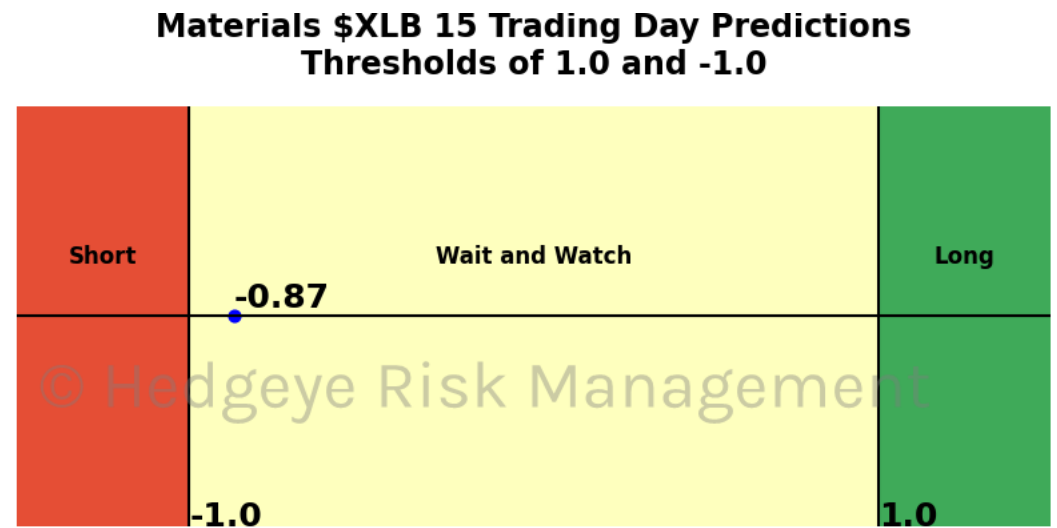 Materials $XLB 15 Trading Day Predictions
Thresholds of 1.0 and -1.0
Short
Wait and Watch
Long
-0.87
© Hedgeye Risk Management
-1.0
1.0